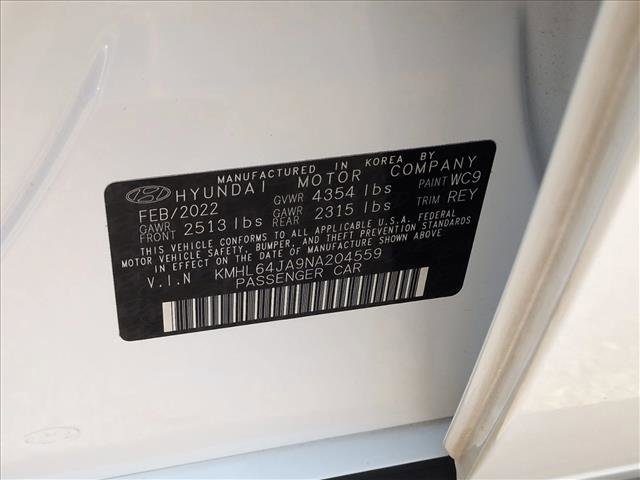 MANUFACTURED IN KOREA BY
HYUNDAI MOTOR COMPANY
FEB/2022 GVWR 4354 lbs PAINT WC9
GAWR FRONT 2513 lbs GAWR REAR 2315 lbs TRIM REY
THIS VEHICLE CONFORMS TO ALL APPLICABLE U.S.A. FEDERAL
MOTOR VEHICLE SAFETY, BUMPER, AND THEFT PREVENTION STANDARDS
IN EFFECT ON THE DATE OF MANUFACTURE SHOWN ABOVE.
V.I.N KMHL64JA9NA204559
PASSENGER CAR